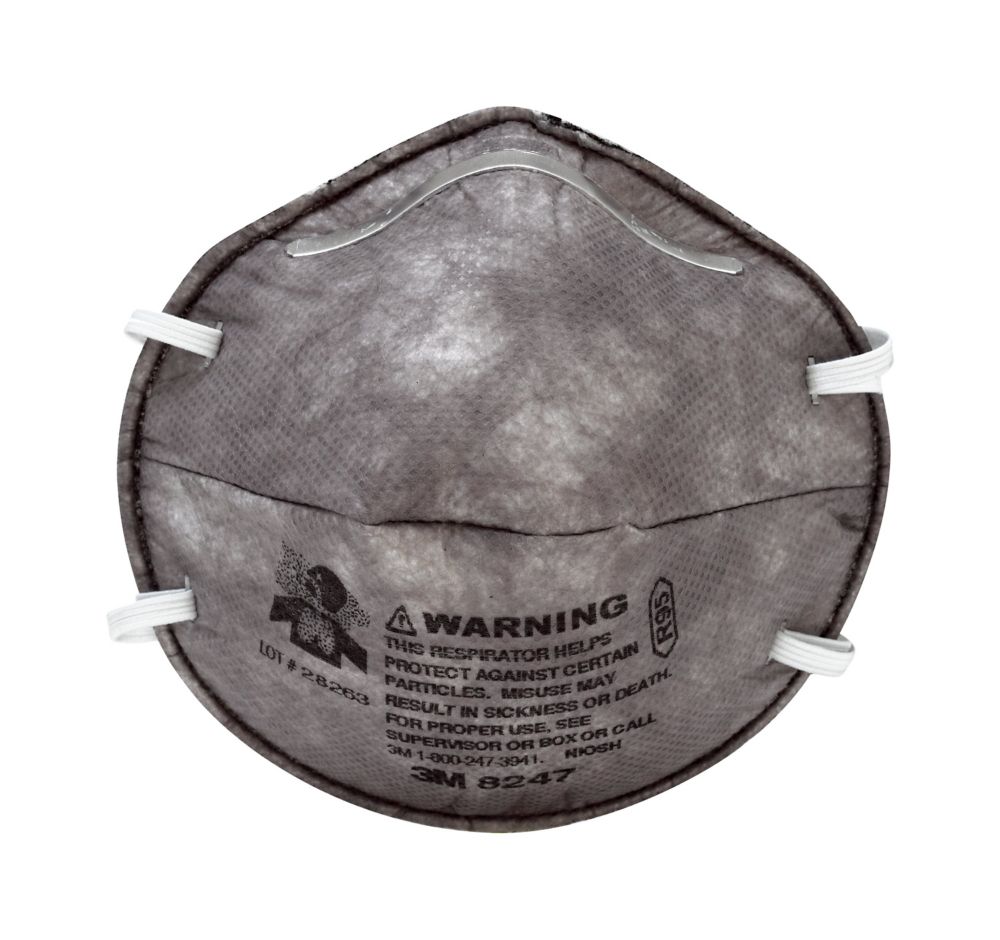 ⚠ WARNING
THIS RESPIRATOR HELPS
PROTECT AGAINST CERTAIN
PARTICLES. MISUSE MAY
RESULT IN SICKNESS OR DEATH.
FOR PROPER USE, SEE
SUPERVISOR OR BOX OR CALL
3M 1-800-247-3941. NIOSH
3M 8247
R95
LOT # 28263